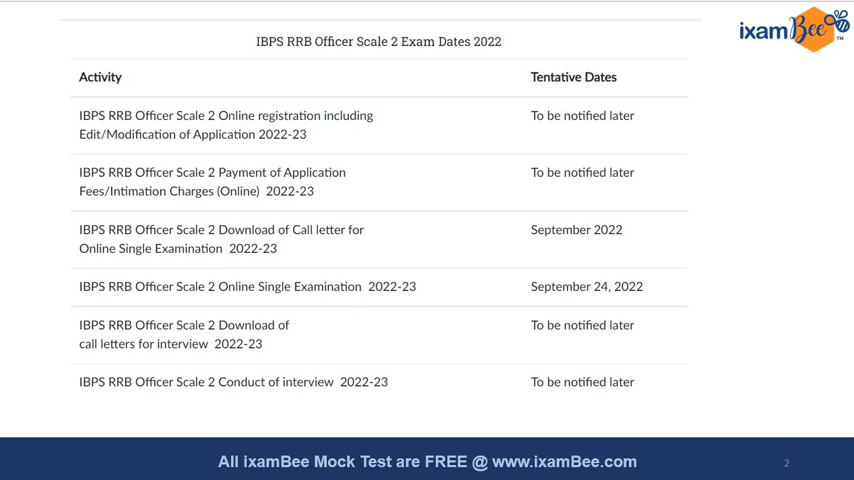 ixamBee
TM
IBPS RRB Officer Scale 2 Exam Dates 2022
Activity Tentative Dates
IBPS RRB Officer Scale 2 Online registration including
Edit/Modification of Application 2022-23
To be notified later
IBPS RRB Officer Scale 2 Payment of Application
Fees/Intimation Charges (Online) 2022-23
To be notified later
IBPS RRB Officer Scale 2 Download of Call letter for
Online Single Examination 2022-23
September 2022
IBPS RRB Officer Scale 2 Online Single Examination 2022-23
September 24, 2022
IBPS RRB Officer Scale 2 Download of
call letters for interview 2022-23
To be notified later
IBPS RRB Officer Scale 2 Conduct of interview 2022-23
To be notified later
All ixamBee Mock Test are FREE @ www.ixamBee.com
2